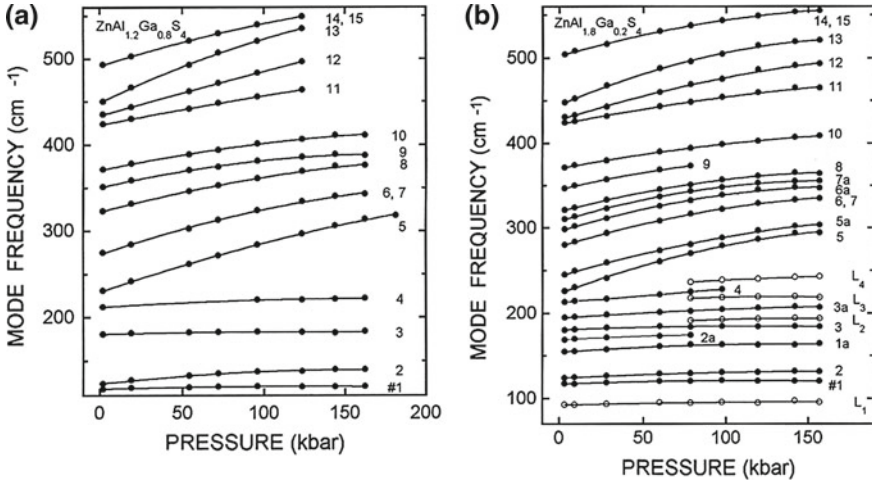 (a)
ZnAl1.2Ga0.8S4
14, 15
13
12
11
10
9
8
6, 7
5
4
3
2
#1
500
400
300
200
0
50
100
150
200
MODE FREQUENCY (cm -1)
PRESSURE (kbar)
(b)
ZnAl1.8Ga0.2S4
14, 15
13
12
11
10
9
8
7a
6a
6, 7
5a
5
L4
4
L3
3a
L2
3
2a
1a
2
#1
L1
500
400
300
200
100
0
50
100
150
MODE FREQUENCY (cm -1)
PRESSURE (kbar)